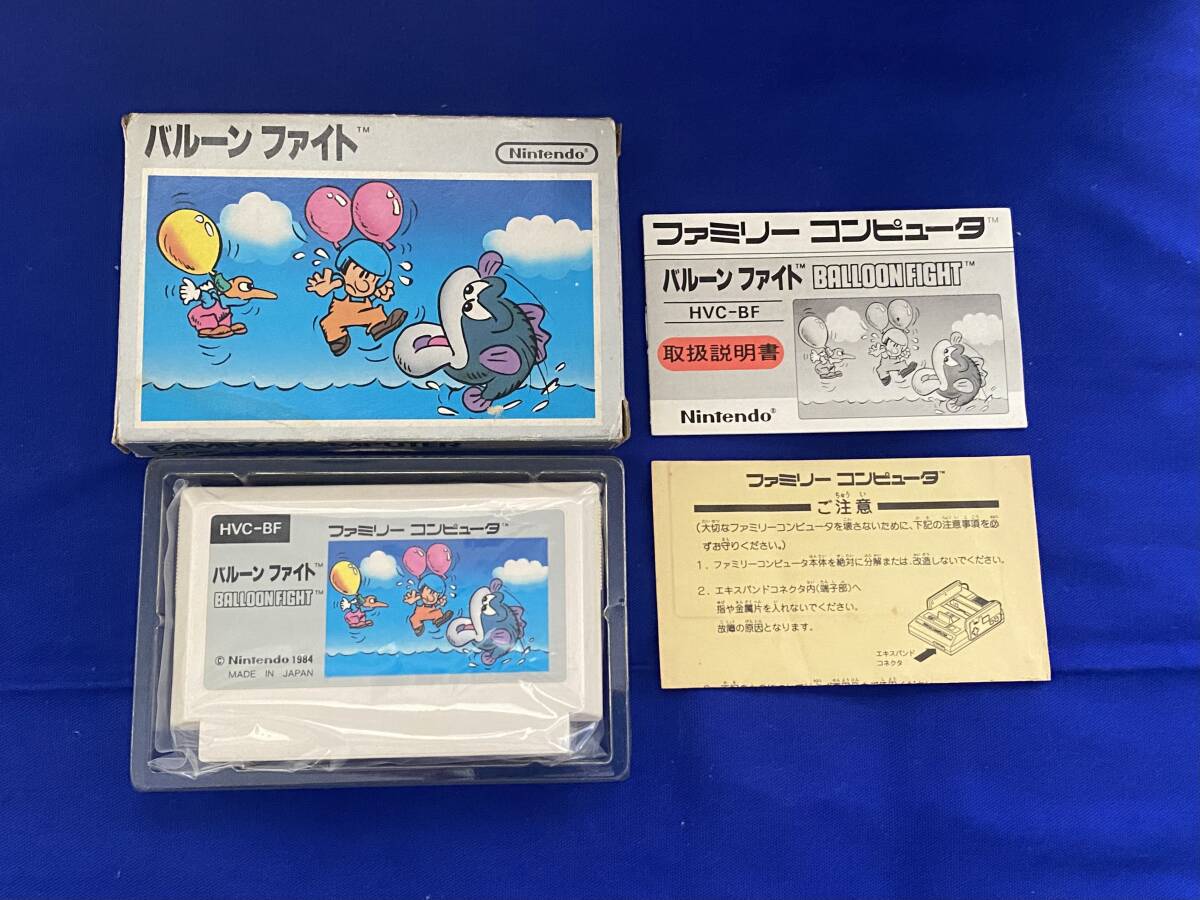 バルーン ファイト™
Nintendo®
ファミリー コンピュータ™
バルーン ファイト™ BALLOON FIGHT™
HVC-BF
取扱説明書
Nintendo®
HVC-BF
ファミリー コンピュータ™
バルーン ファイト™
BALLOON FIGHT™
© Nintendo 1984
MADE IN JAPAN
ファミリー コンピュータ™
ちゅう い
ご注意
(大切なファミリーコンピュータを壊さないために、下記の注意事項を必
ずお守りください。)
1. ファミリーコンピュータ本体を絶対に分解または、改造しないでください。
2. エキスパンドコネクタ内(端子部)へ
指や金属片を入れないでください。
故障の原因となります。
エキスパンド
コネクタ